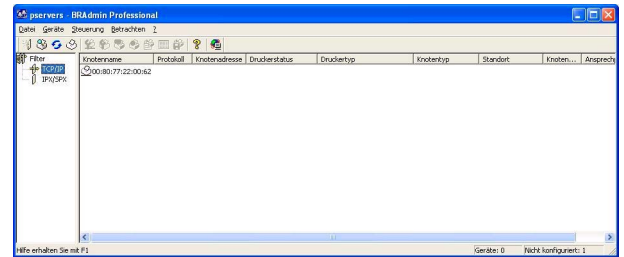 pservers - BRAdmin Professional
Datei Geräte Steuerung Betrachten ?
Filter
TCP/IP
IPX/SPX
Knotenname Protokoll Knotenadresse Druckerstatus Druckertyp Knotentyp Standort Knoten... Ansprechp
00:80:77:22:00:62
Hilfe erhalten Sie mit F1 Geräte: 0 Nicht konfiguriert: 1